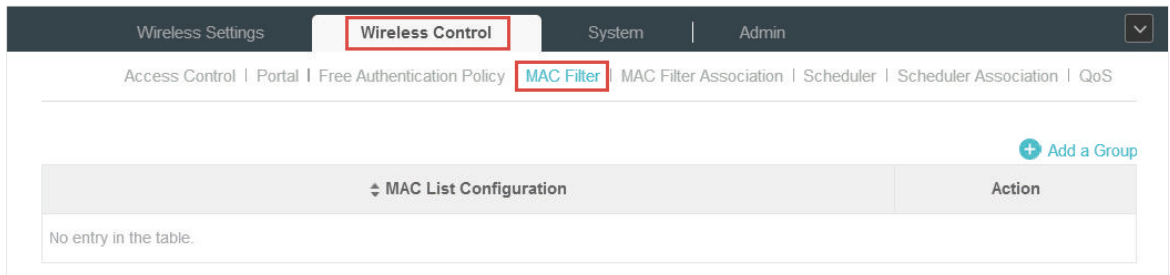 Wireless Settings Wireless Control System | Admin
Access Control | Portal | Free Authentication Policy | MAC Filter | MAC Filter Association | Scheduler | Scheduler Association | QoS
Add a Group
MAC List Configuration Action
No entry in the table.